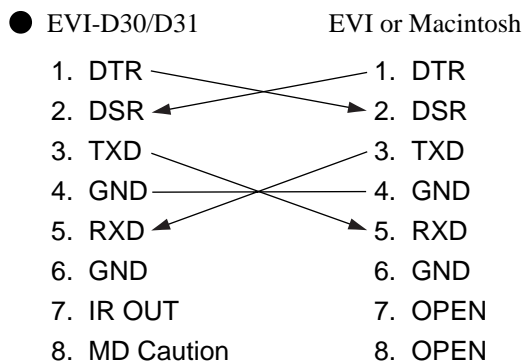 ● EVI-D30/D31 EVI or Macintosh
1. DTR 1. DTR
2. DSR 2. DSR
3. TXD 3. TXD
4. GND 4. GND
5. RXD 5. RXD
6. GND 6. GND
7. IR OUT 7. OPEN
8. MD Caution 8. OPEN